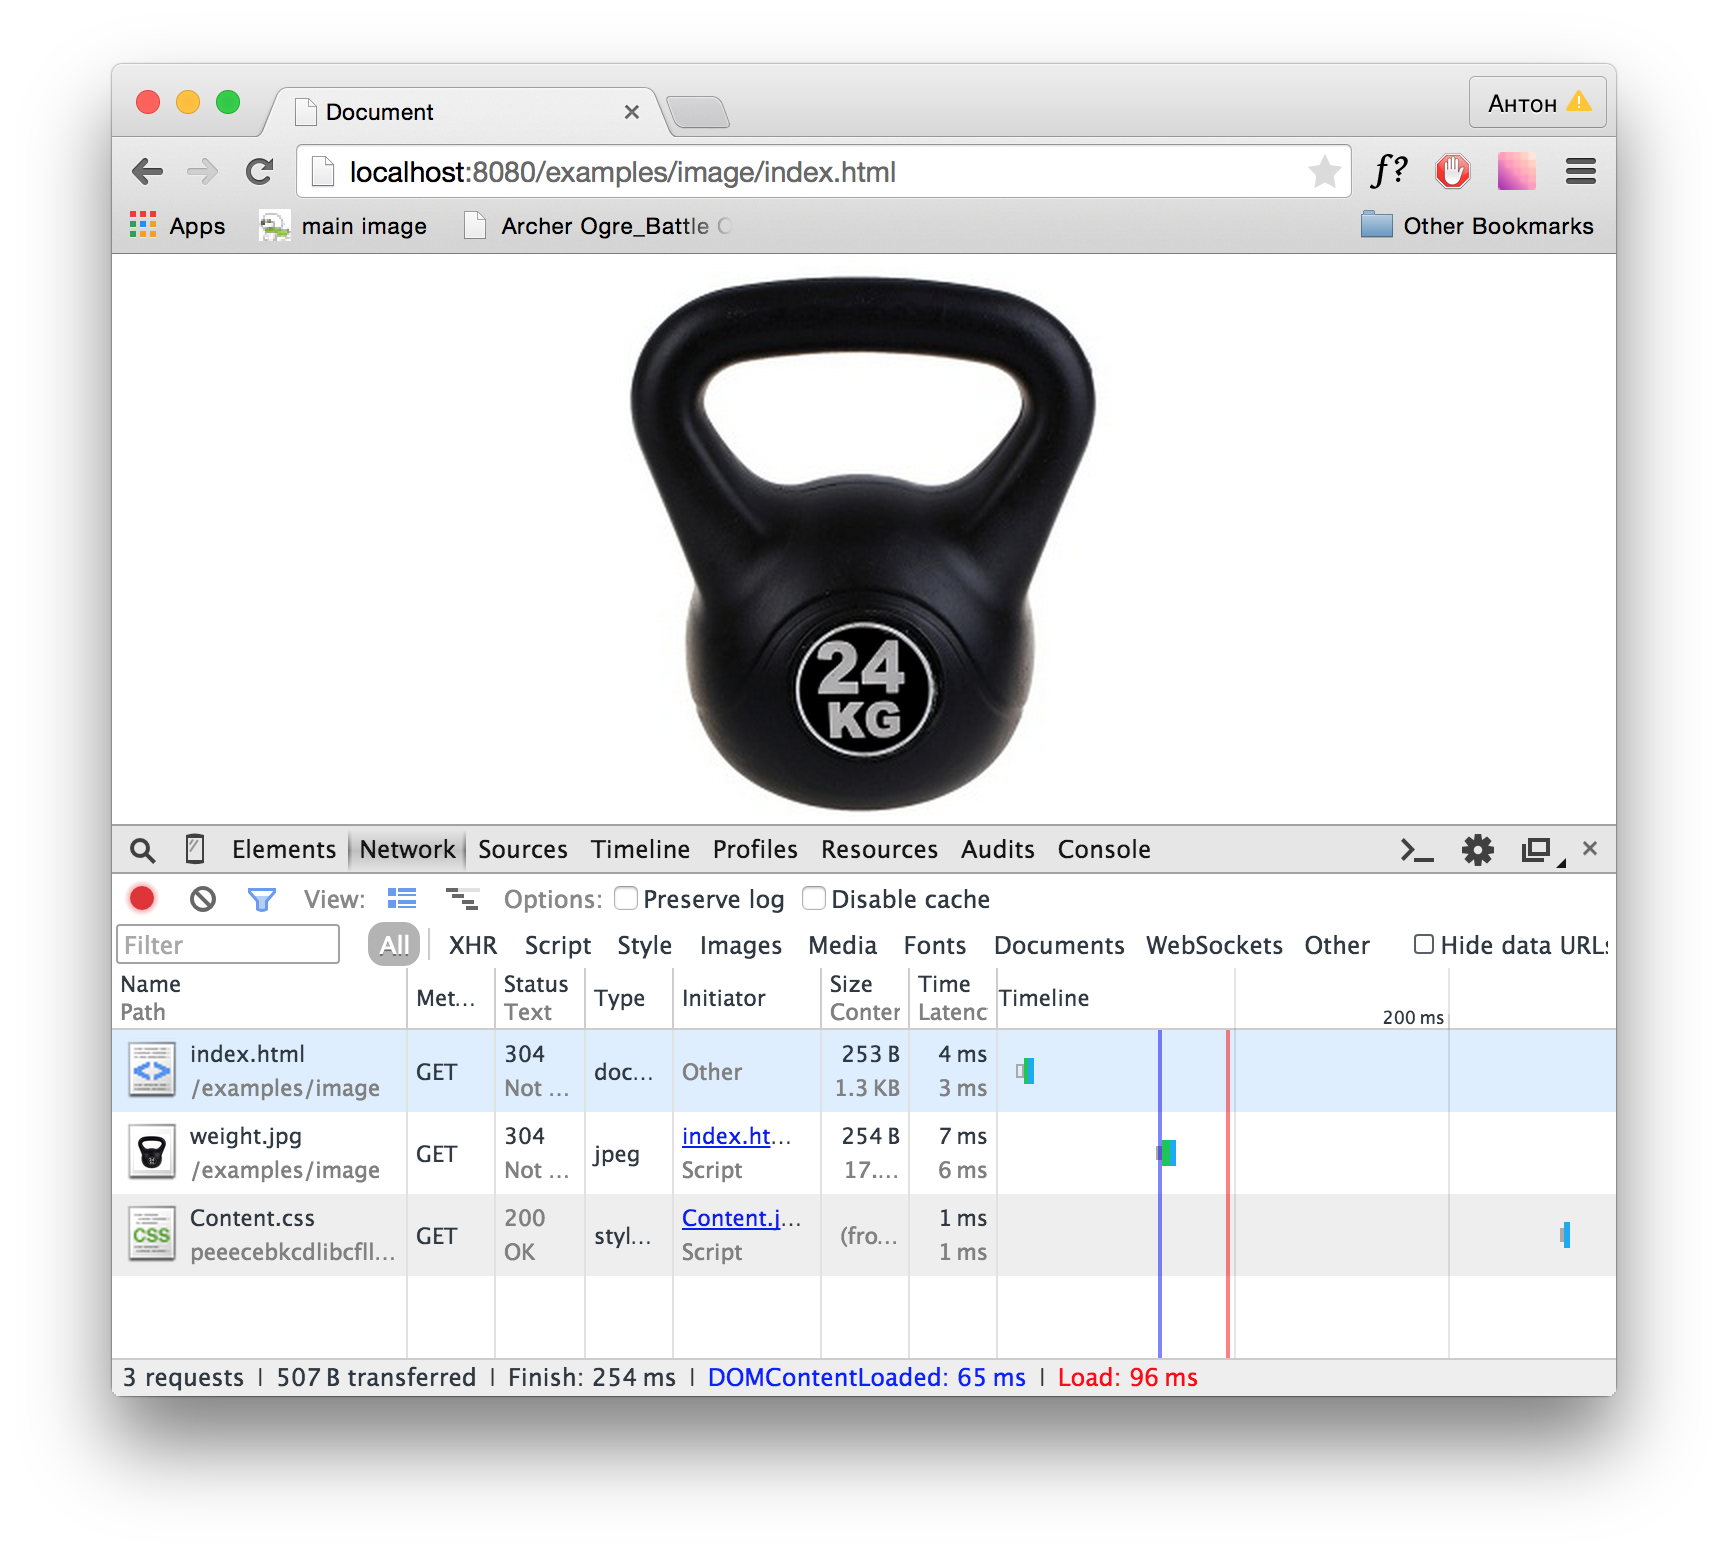 Document
Антон
localhost:8080/examples/image/index.html
f?
Apps
main image
Archer Ogre_Battle
Other Bookmarks
24
KG
Elements Network Sources Timeline Profiles Resources Audits Console
View: Options: Preserve log Disable cache
Filter All XHR Script Style Images Media Fonts Documents WebSockets Other Hide data URLs
Name Path Met... Status Text Type Initiator Size Conter Time Latenc Timeline 200 ms
index.html GET 304 doc... Other 253 B 4 ms
/examples/image Not ... 1.3 KB 3 ms
weight.jpg GET 304 jpeg index.ht... 254 B 7 ms
/examples/image Not ... Script 17.... 6 ms
Content.css GET 200 styl... Content.j... (fro... 1 ms
peeecebkcdlibcfll... OK Script 1 ms
CSS
3 requests | 507 B transferred | Finish: 254 ms | DOMContentLoaded: 65 ms | Load: 96 ms